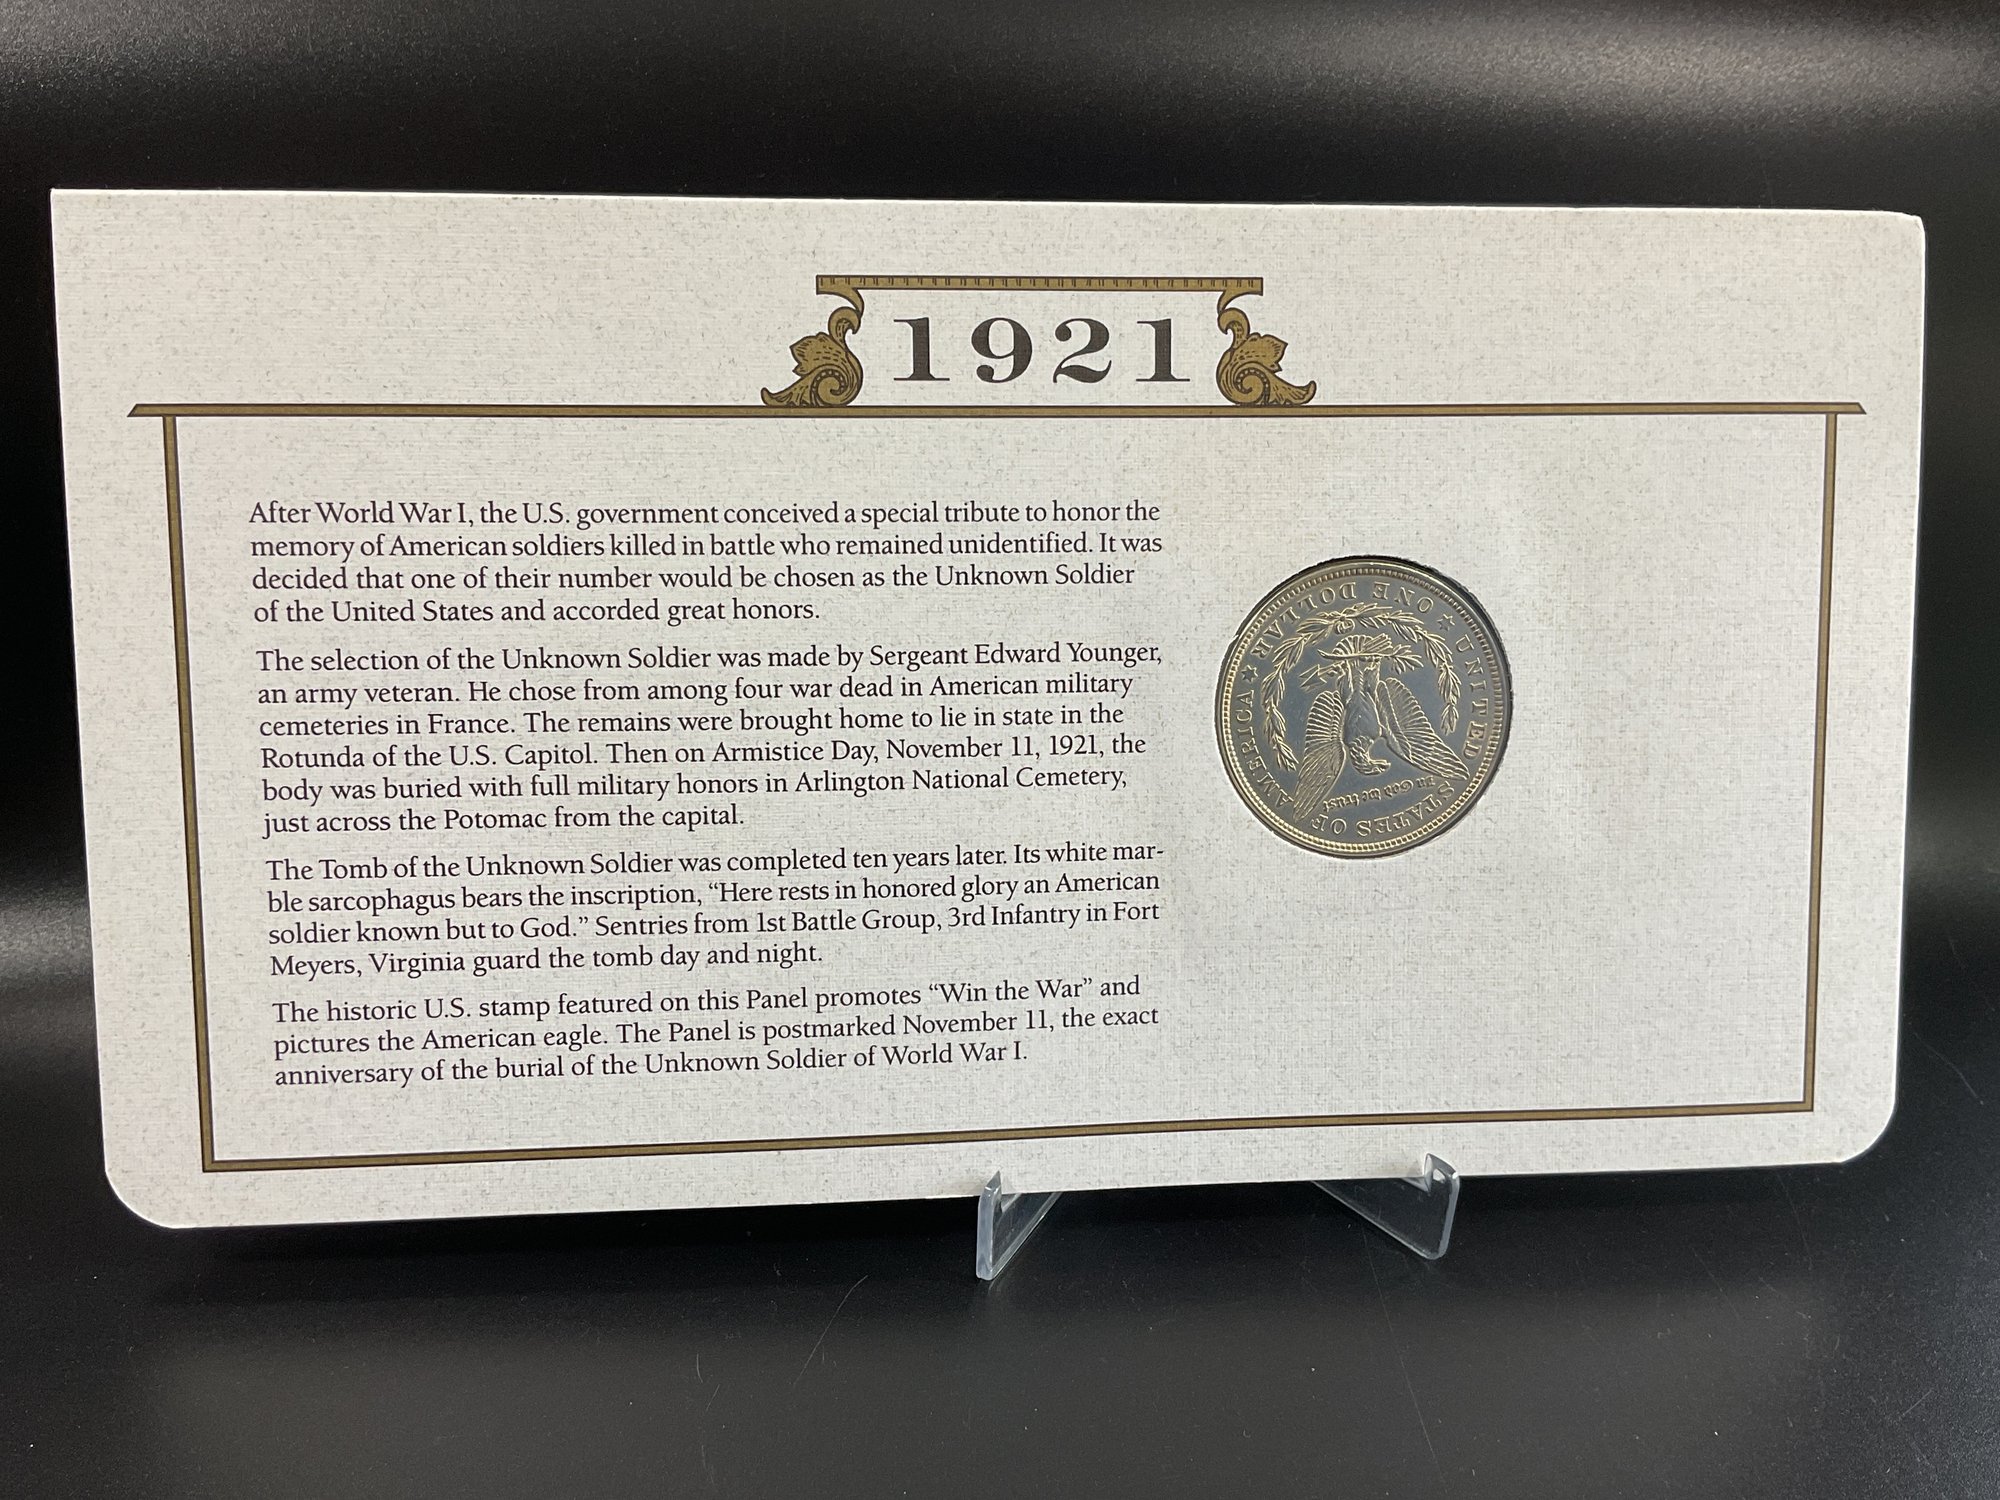 1921
After World War I, the U.S. government conceived a special tribute to honor the
memory of American soldiers killed in battle who remained unidentified. It was
decided that one of their number would be chosen as the Unknown Soldier
of the United States and accorded great honors.
The selection of the Unknown Soldier was made by Sergeant Edward Younger,
an army veteran. He chose from among four war dead in American military
cemeteries in France. The remains were brought home to lie in state in the
Rotunda of the U.S. Capitol. Then on Armistice Day, November 11, 1921, the
body was buried with full military honors in Arlington National Cemetery,
just across the Potomac from the capital.
The Tomb of the Unknown Soldier was completed ten years later. Its white mar-
ble sarcophagus bears the inscription, “Here rests in honored glory an American
soldier known but to God.” Sentries from 1st Battle Group, 3rd Infantry in Fort
Meyers, Virginia guard the tomb day and night.
The historic U.S. stamp featured on this Panel promotes “Win the War” and
pictures the American eagle. The Panel is postmarked November 11, the exact
anniversary of the burial of the Unknown Soldier of World War I.
UNITED STATES OF AMERICA
In God we trust
ONE DOLLAR